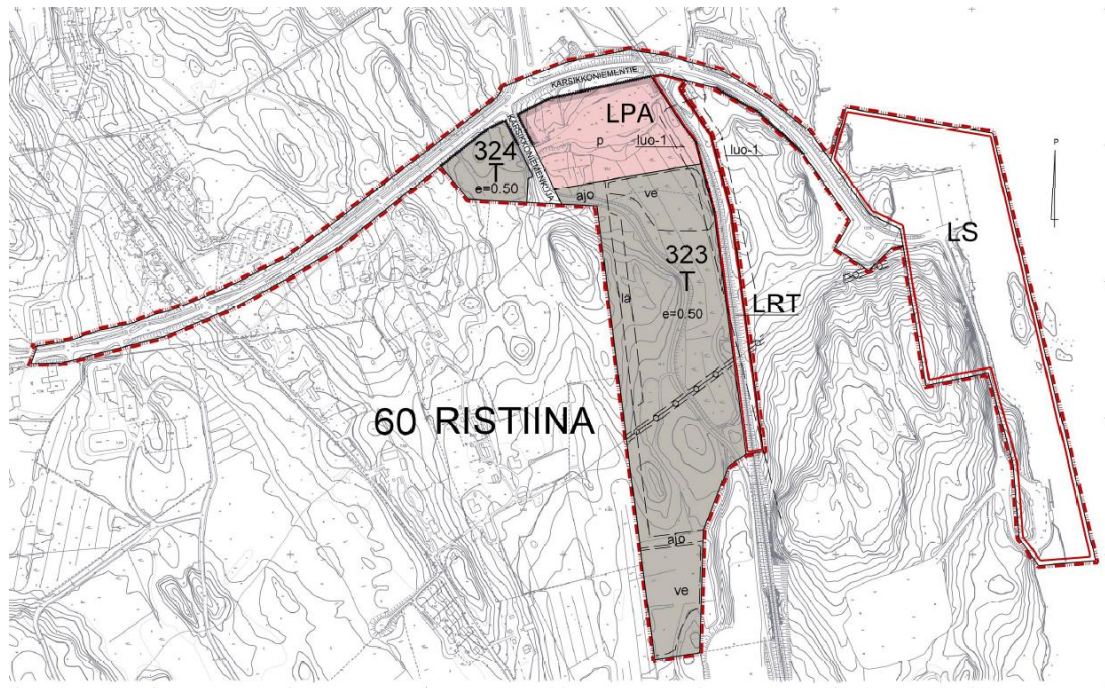 KARSIKKONIEMENTIE
P
LPA
p luo-1
luo-1
324
T
e=0.50
KARSIKKONIEMENKUJA
ajo
ve
LS
323
T
e=0.50
la
LRT
60 RISTIINA
ajo
ve